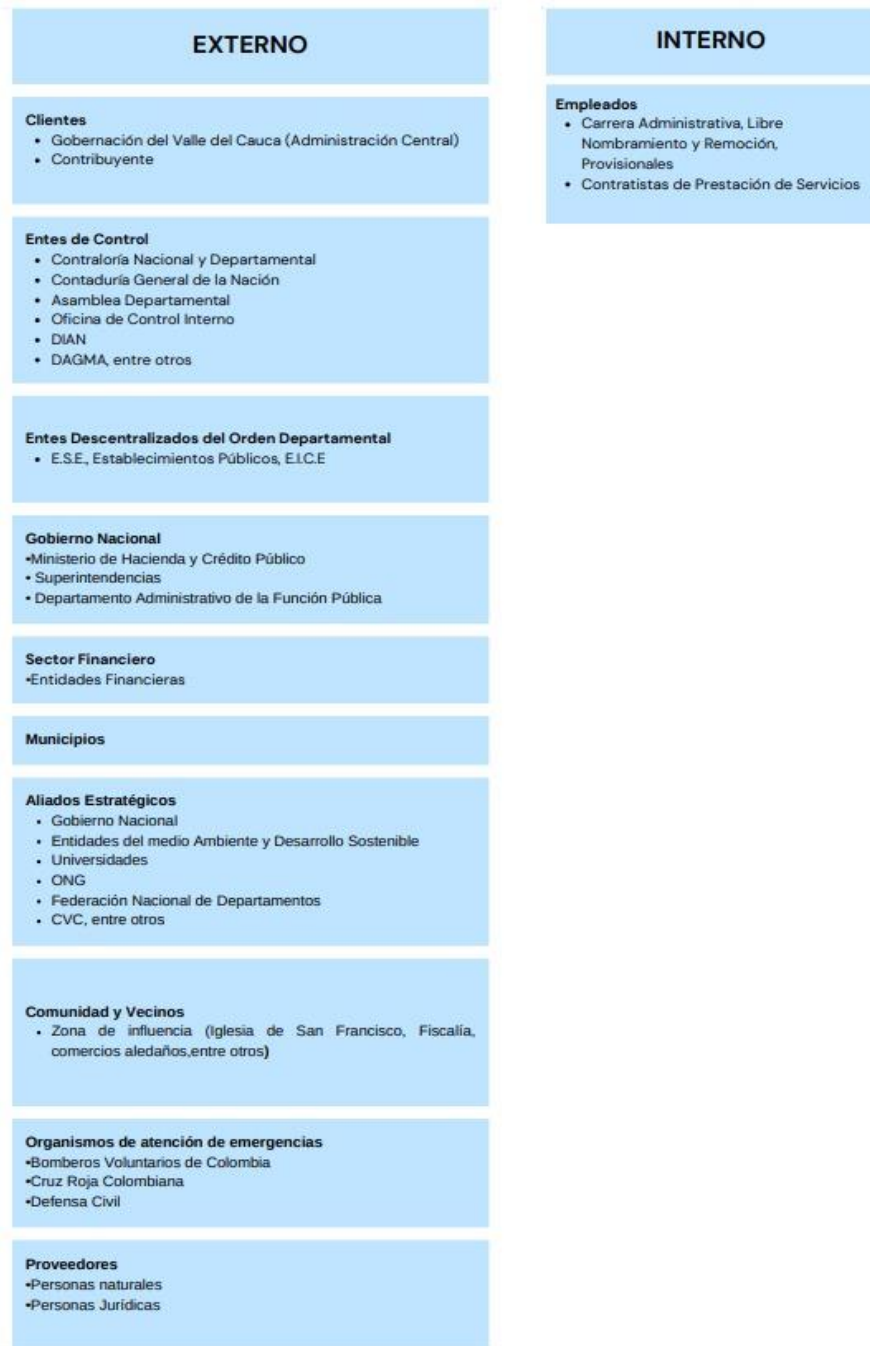 EXTERNO
Clientes
• Gobernación del Valle del Cauca (Administración Central)
• Contribuyente
Entes de Control
• Contraloría Nacional y Departamental
• Contaduría General de la Nación
• Asamblea Departamental
• Oficina de Control Interno
• DIAN
• DAGMA, entre otros
Entes Descentralizados del Orden Departamental
• E.S.E., Establecimientos Públicos, E.I.C.E
Gobierno Nacional
•Ministerio de Hacienda y Crédito Público
• Superintendencias
• Departamento Administrativo de la Función Pública
Sector Financiero
•Entidades Financieras
Municipios
Aliados Estratégicos
• Gobierno Nacional
• Entidades del medio Ambiente y Desarrollo Sostenible
• Universidades
• ONG
• Federación Nacional de Departamentos
• CVC, entre otros
Comunidad y Vecinos
• Zona de influencia (Iglesia de San Francisco, Fiscalía,
comercios aledaños,entre otros)
Organismos de atención de emergencias
•Bomberos Voluntarios de Colombia
•Cruz Roja Colombiana
•Defensa Civil
Proveedores
•Personas naturales
•Personas Jurídicas
INTERNO
Empleados
• Carrera Administrativa, Libre
Nombramiento y Remoción,
Provisionales
• Contratistas de Prestación de Servicios